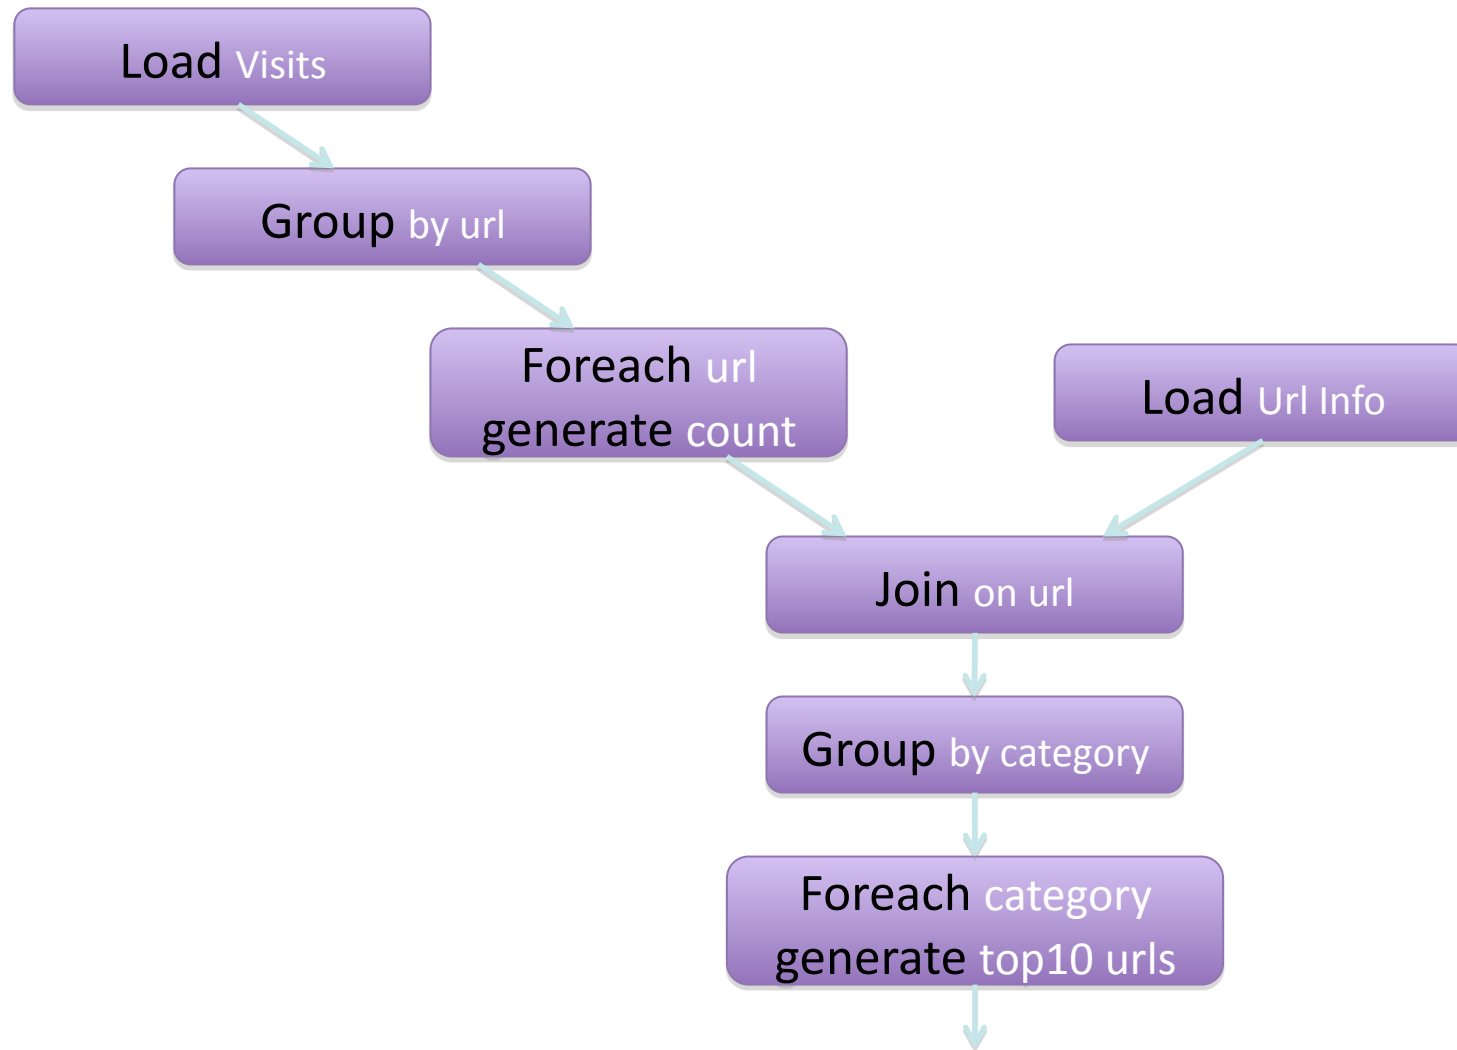 Load Visits
Group by url
Foreach url
generate count
Load Url Info
Join on url
Group by category
Foreach category
generate top10 urls